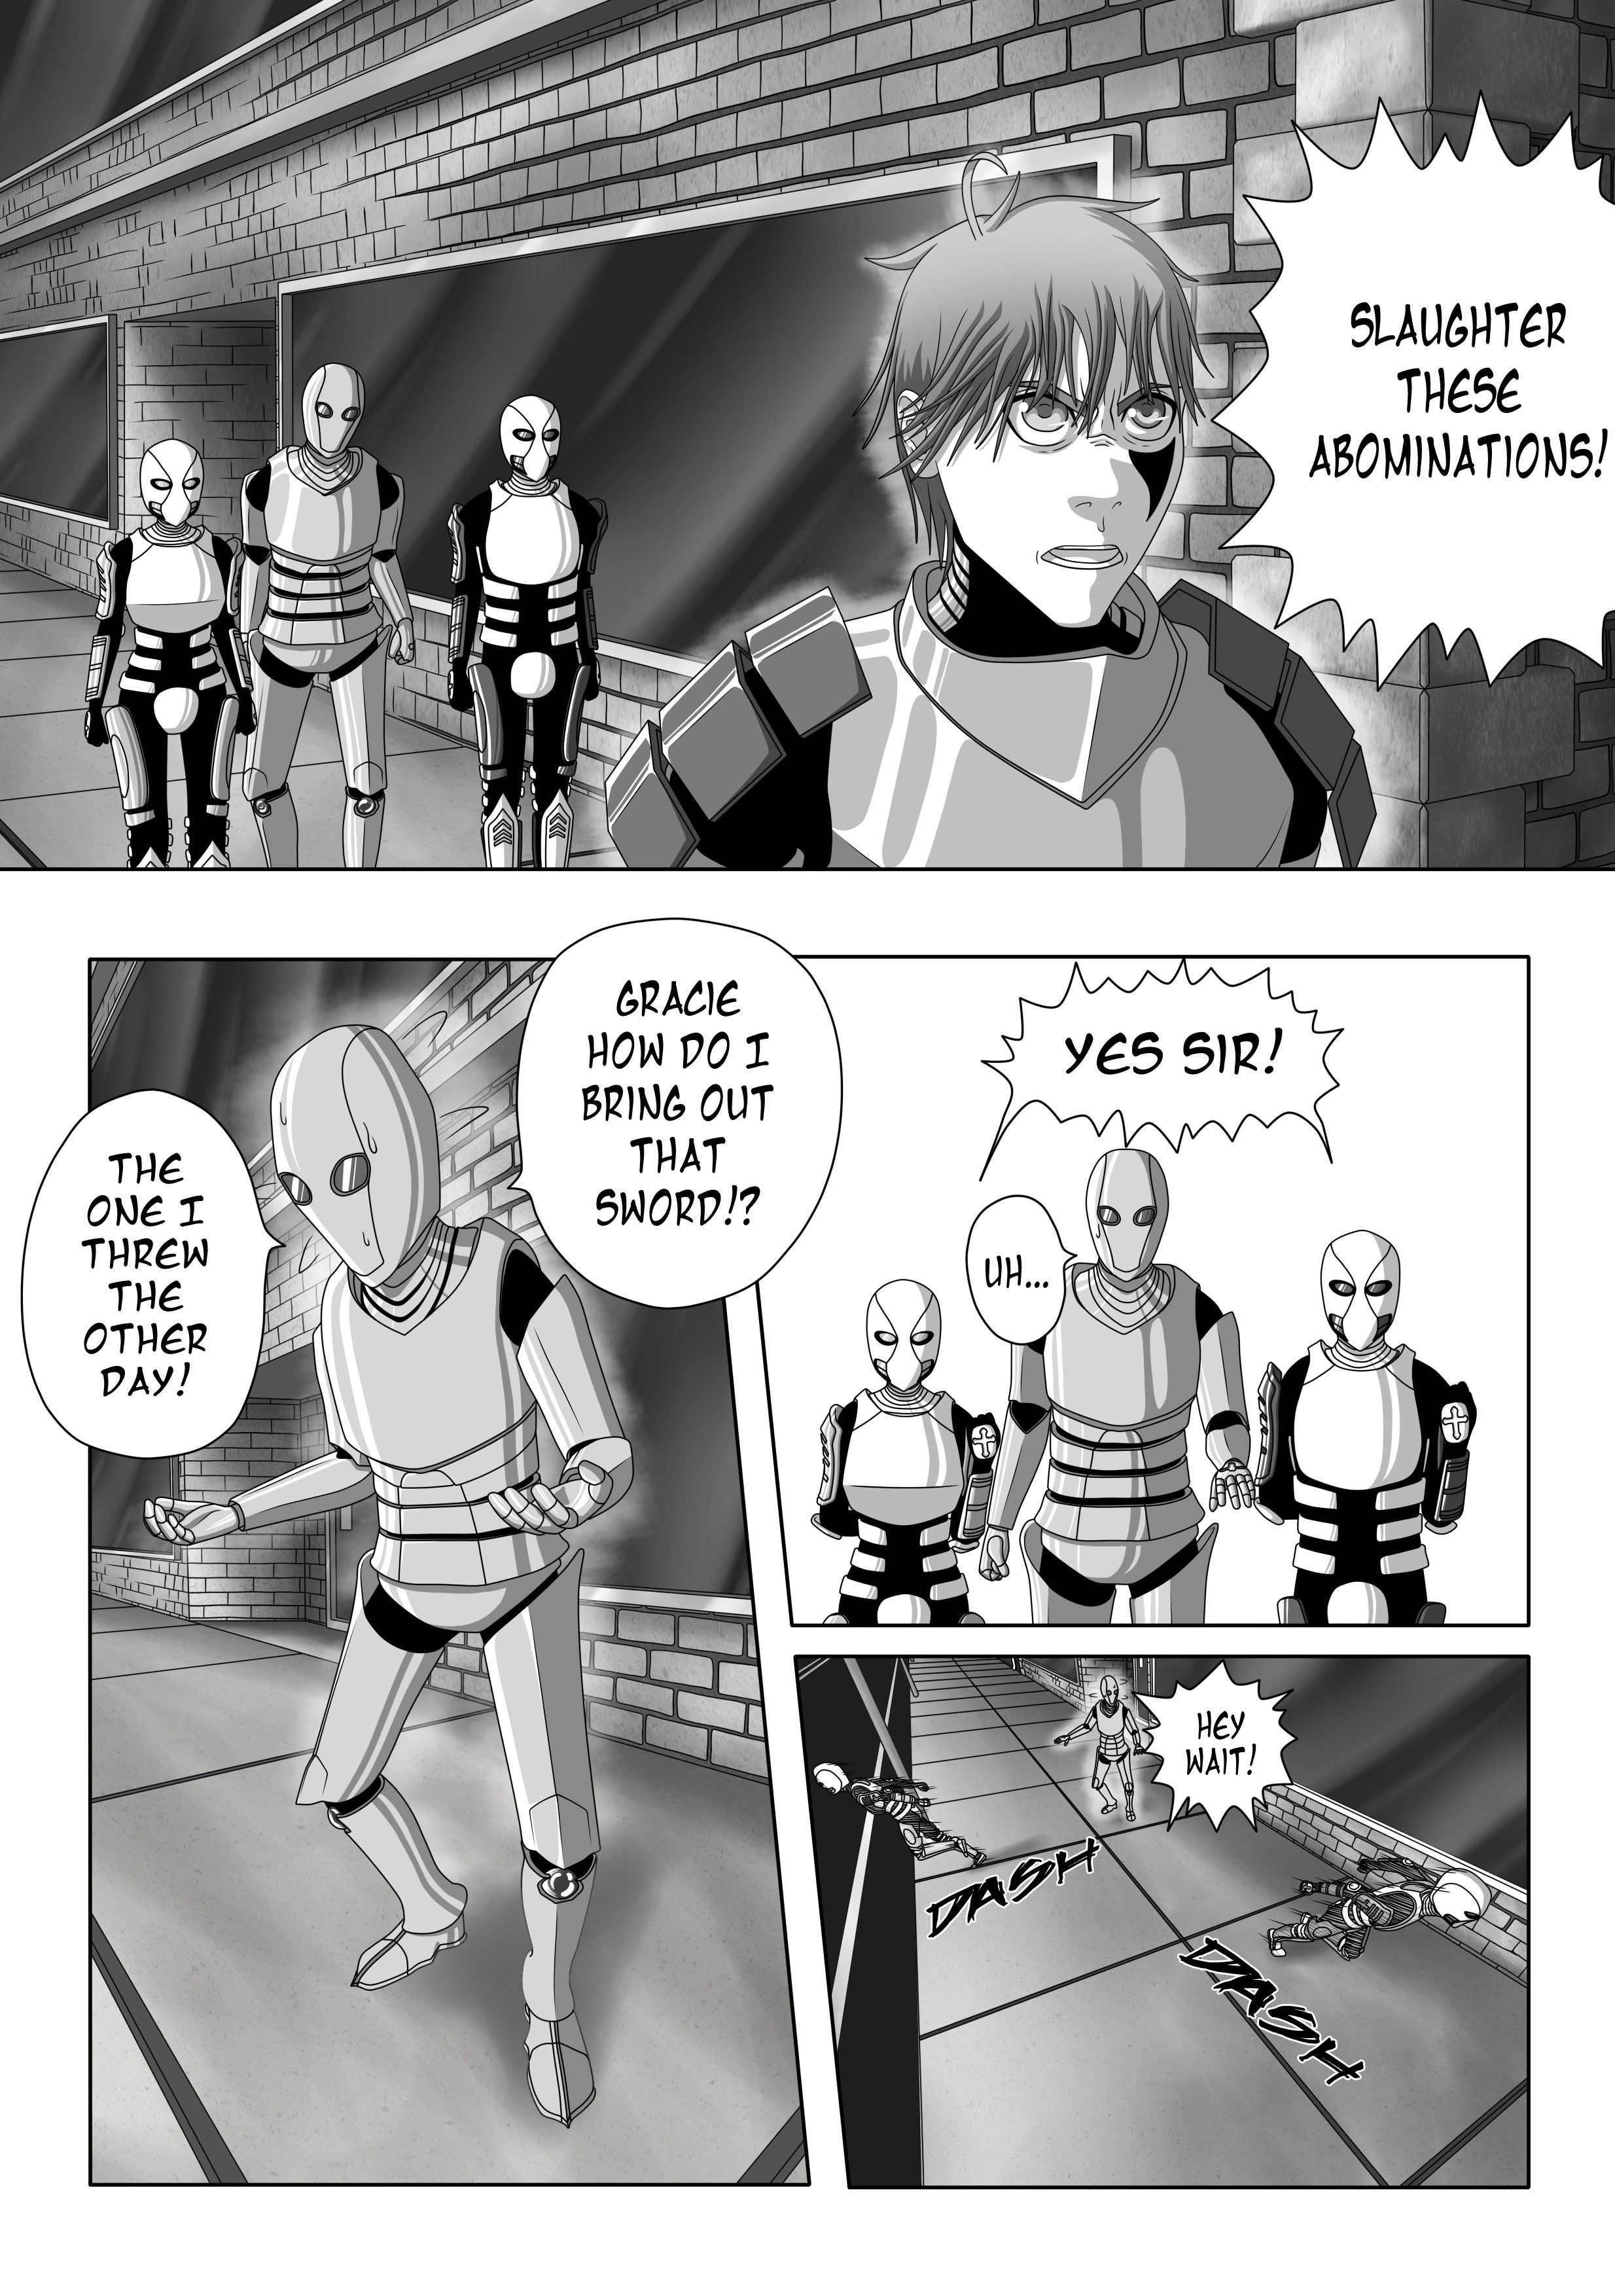 SLAUGHTER
THESE
ABOMINATIONS!
YES SIR!
UH...
HEY
WAIT!
DASH
DASH
GRACIE
HOW DO I
BRING OUT
THAT
SWORD!?
THE
ONE I
THREW
THE
OTHER
DAY!